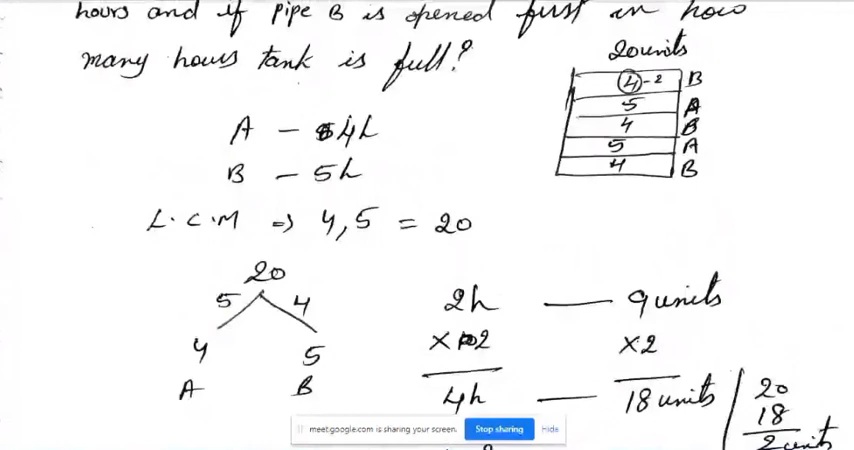 hours and if pipe B is opened first in how
many hours tank is full?
20 units
4 - 2 B
5 A
4 B
5 A
4 B
A - 4h
B - 5h
L.C.M ⇒ 4,5 = 20
20
5 4
4 5
A B
2h — 9 units
×2 ×2
4h — 18 units
20
18
2 units
meet.google.com is sharing your screen. Stop sharing Hide